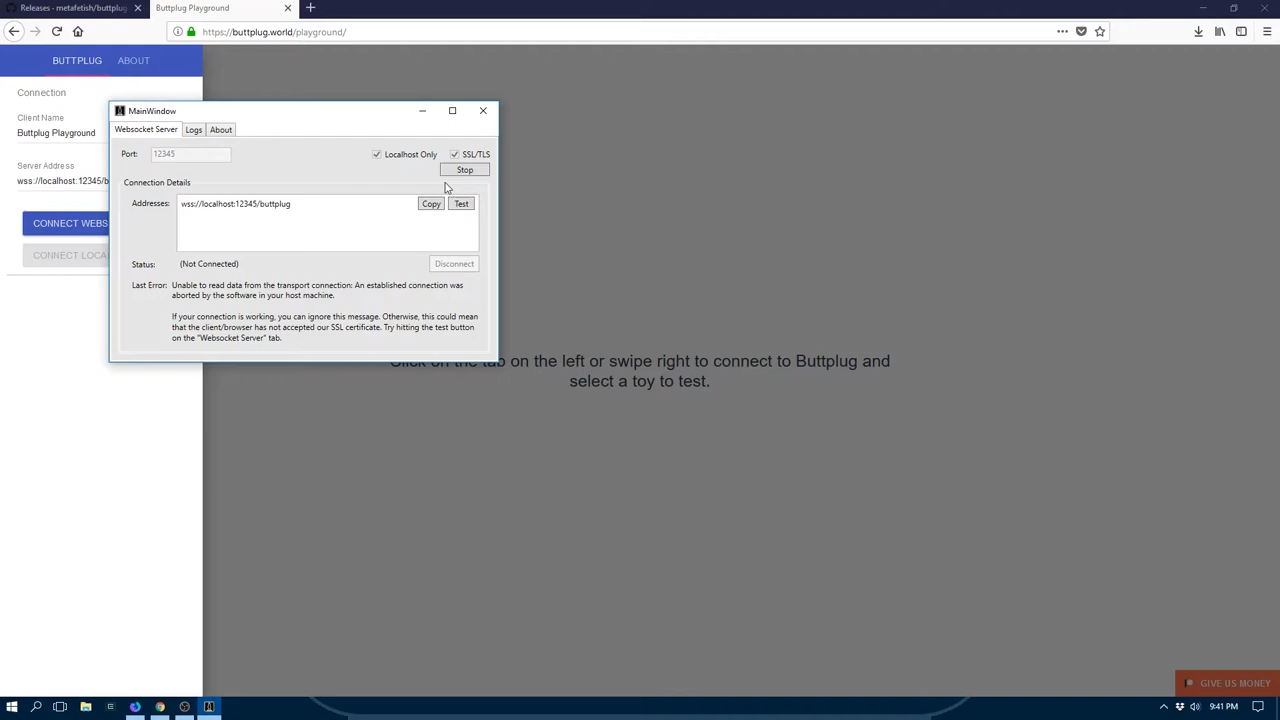 Releases - metafetish/buttplug
Buttplug Playground
https://buttplug.world/playground/
BUTTPLUG ABOUT
Connection
Client Name
Buttplug Playground
Server Address
wss://localhost:12345/b
CONNECT WEBS
CONNECT LOCA
MainWindow
Websocket Server Logs About
Port: 12345 Localhost Only SSL/TLS
Stop
Connection Details
Addresses: wss://localhost:12345/buttplug Copy Test
Status: (Not Connected) Disconnect
Last Error: Unable to read data from the transport connection: An established connection was
aborted by the software in your host machine.
If your connection is working, you can ignore this message. Otherwise, this could mean
that the client/browser has not accepted our SSL certificate. Try hitting the test button
on the "Websocket Server" tab.
Click on the tab on the left or swipe right to connect to Buttplug and
select a toy to test.
GIVE US MONEY
9:41 PM